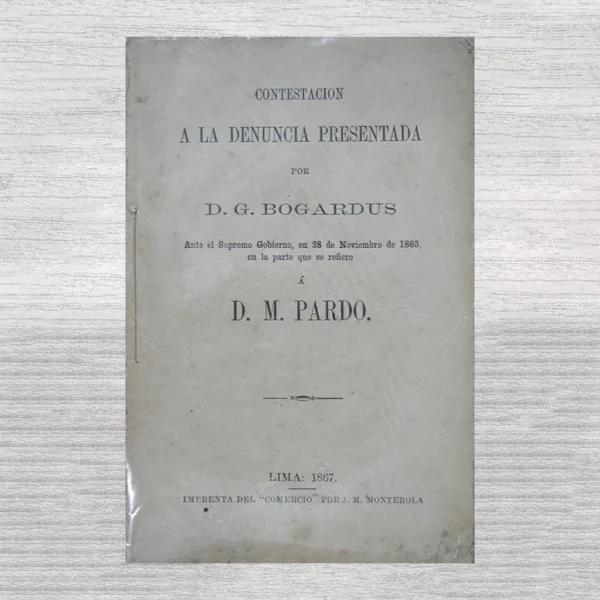 CONTESTACION
A LA DENUNCIA PRESENTADA
POR
D. G. BOGARDUS
Ante el Supremo Gobierno, en 28 de Noviembre de 1865,
en la parte que se refiere
Á
D. M. PARDO.
LIMA: 1867.
IMPRENTA DEL "COMERCIO" POR J. M. MONTEROLA